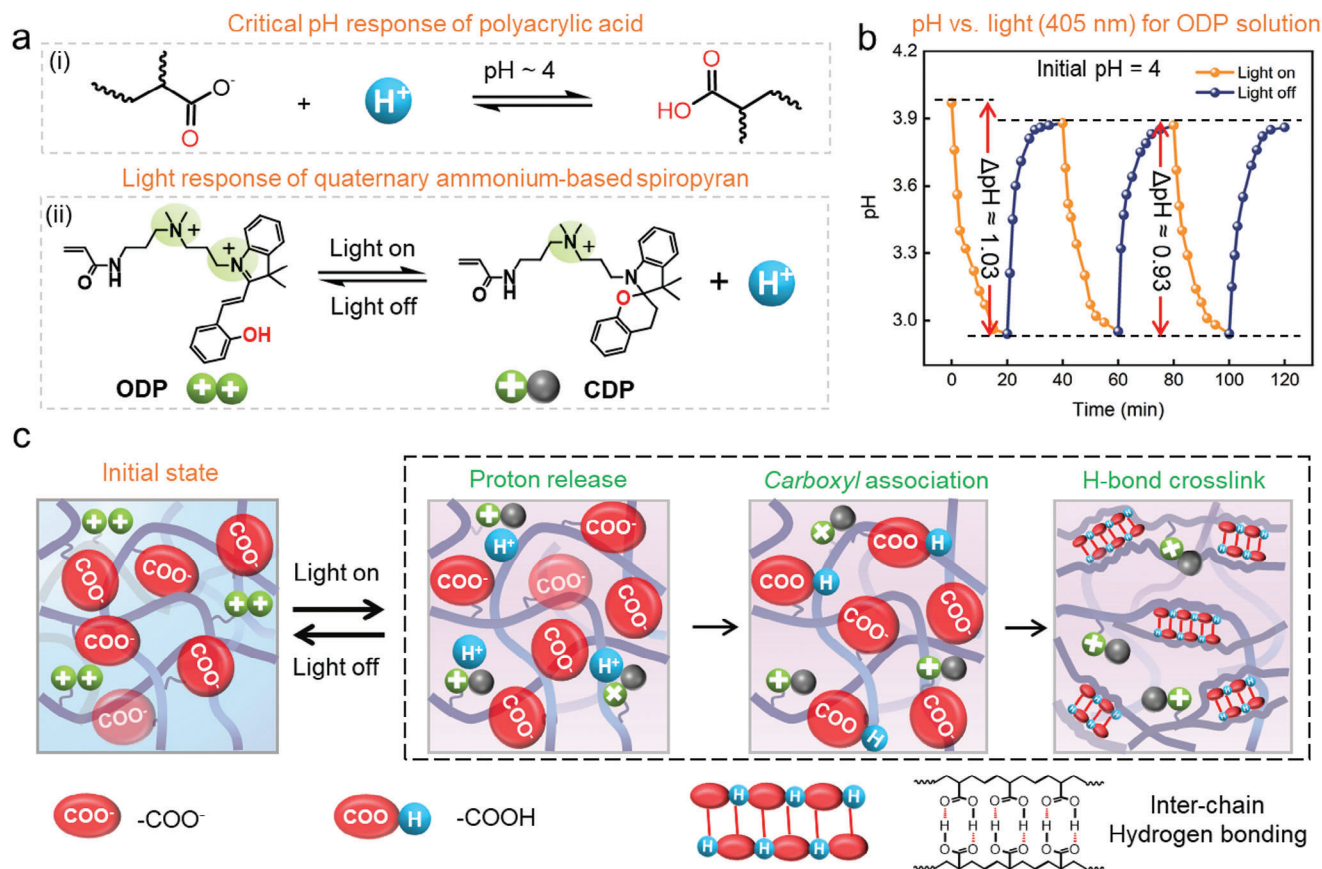 a
Critical pH response of polyacrylic acid
(i)
O⁻
O
+
H⁺
pH ~ 4
O
HO
Light response of quaternary ammonium-based spiropyran
(ii)
O
N
H
N
+
N
+
OH
ODP
Light on
Light off
O
N
H
N
+
N
O
CDP
+
H⁺
b
pH vs. light (405 nm) for ODP solution
Initial pH = 4
Light on
Light off
ΔpH ≈ 1.03
ΔpH ≈ 0.93
pH
4.2
3.9
3.6
3.3
3.0
0 20 40 60 80 100 120
Time (min)
c
Initial state
COO⁻
COO⁻
COO⁻
COO⁻
COO⁻
COO⁻
Light on
Light off
Proton release
COO⁻
COO⁻
COO⁻
COO⁻
COO⁻
COO⁻
H⁺
H⁺
H⁺
Carboxyl association
COO H
COO H
COO⁻
COO⁻
COO H
COO⁻
H-bond crosslink
COO⁻ -COO⁻
COO H -COOH
H H H
H H H
O O O O O O
H H H H H H
O O O O O O
Inter-chain
Hydrogen bonding